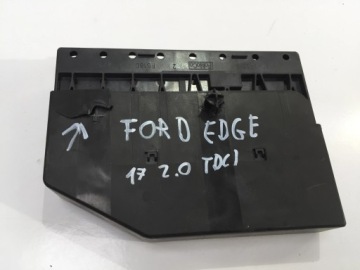 FORD EDGE
17 2.0 TDCI